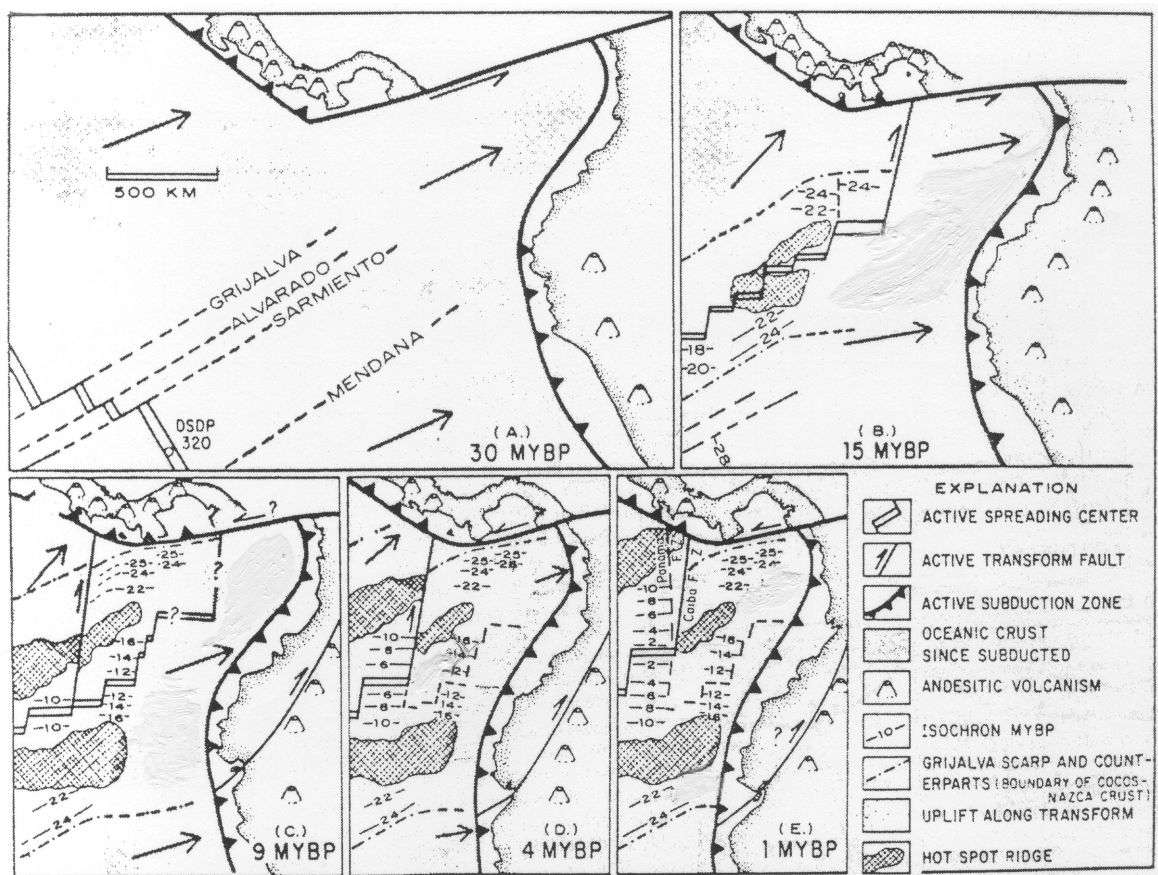 500 KM
GRIJALVA
ALVARADO
SARMIENTO
MENDANA
DSDP
320
(A.)
30 MYBP
-24-
24-
22-
-18-
-20-
22
24
-28
(B.)
15 MYBP
?
-25-
-25-
24
-24-
-22-
?
?
16-
-14-
-12-
-10-
-12-
14
-10-
16-
-22-
-24-
(C.)
9 MYBP
-25-
-24-
-22-
16-
-10-
8
6
-12-
4
6
8
-10-
-12-
-14-
-22-
24
(D.)
4 MYBP
?
Panama
F.Z.
Coiba F.Z.
-25-
-24-
-22-
10
8
6
4
2
16-
-14-
-12-
2
4
6
8
-10-
-12-
-14-
16-
?
22
24
(E.)
1 MYBP
EXPLANATION
ACTIVE SPREADING CENTER
ACTIVE TRANSFORM FAULT
ACTIVE SUBDUCTION ZONE
OCEANIC CRUST
SINCE SUBDUCTED
ANDESITIC VOLCANISM
-10-
ISOCHRON MYBP
GRIJALVA SCARP AND COUNT-
ERPARTS (BOUNDARY OF COCOS-
NAZCA CRUST)
UPLIFT ALONG TRANSFORM
HOT SPOT RIDGE